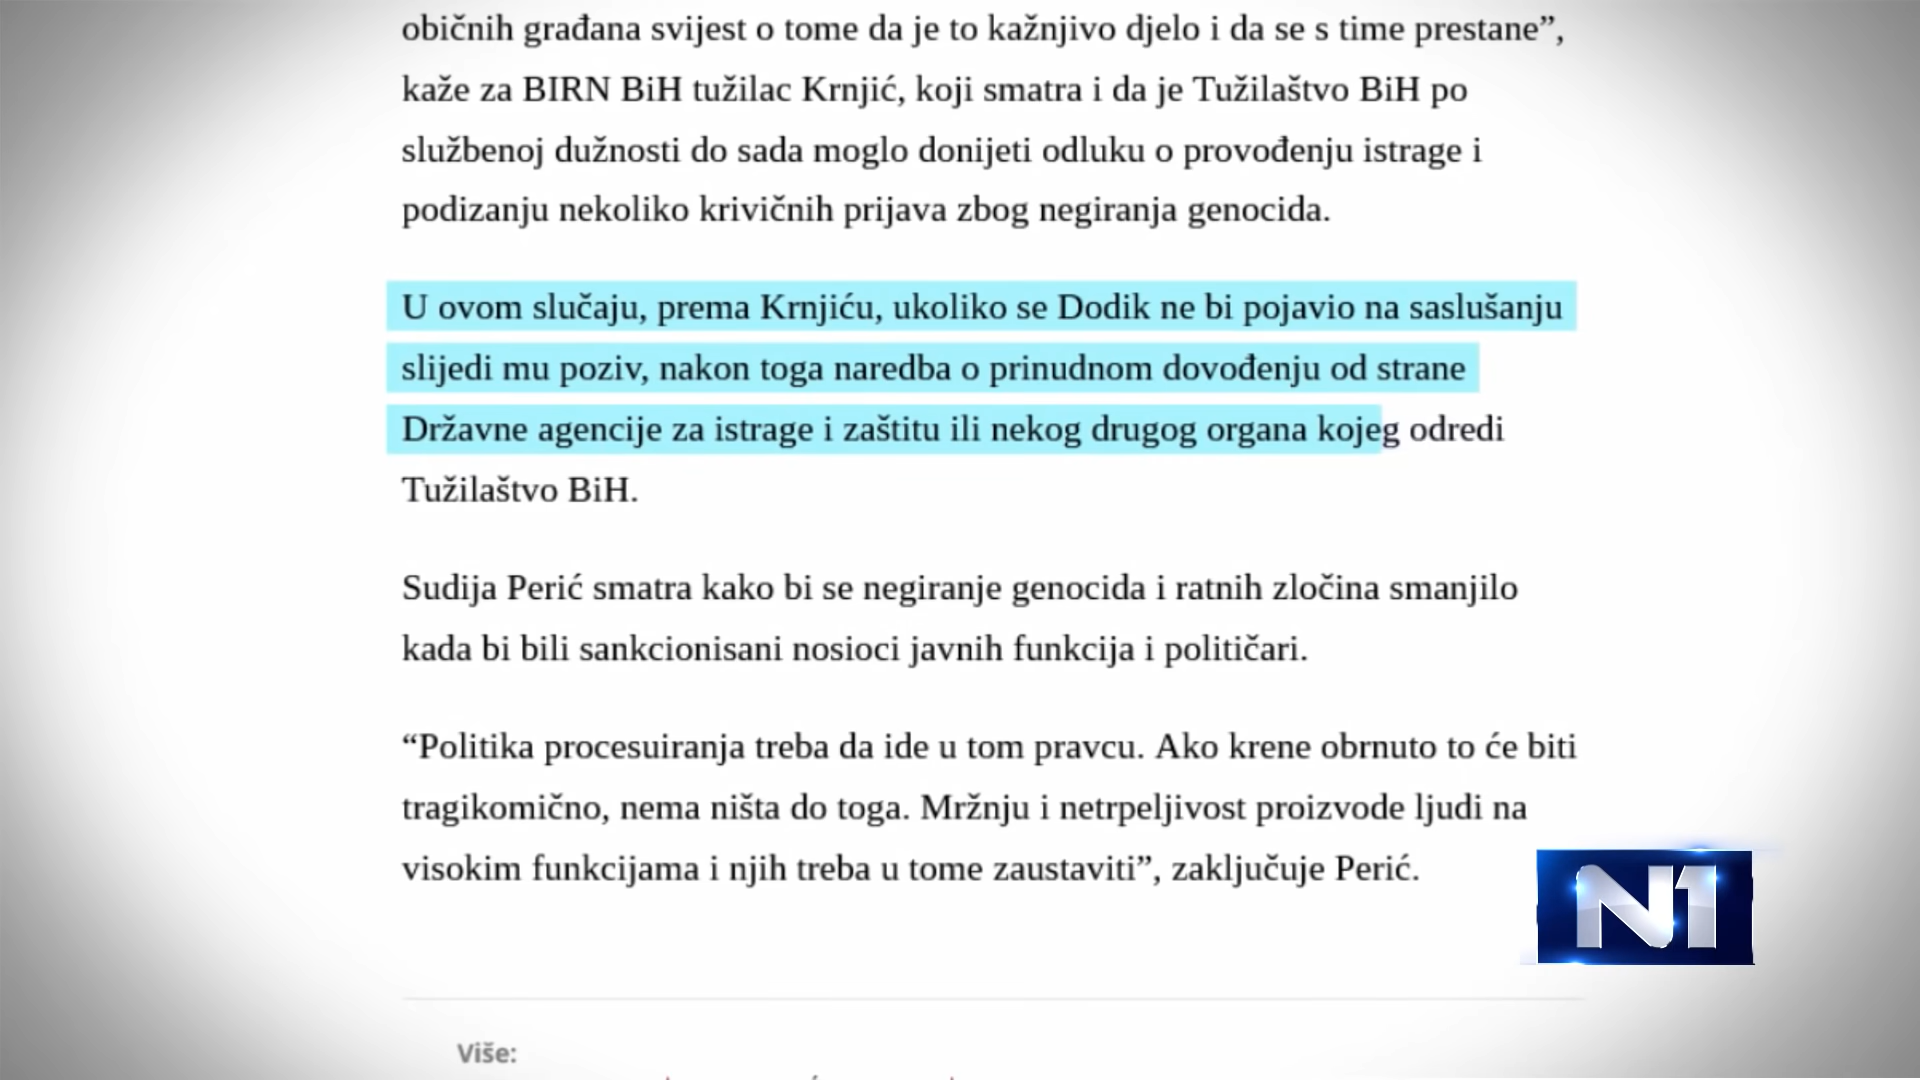 običnih građana svijest o tome da je to kažnjivo djelo i da se s time prestane”,
kaže za BIRN BiH tužilac Krnjić, koji smatra i da je Tužilaštvo BiH po
službenoj dužnosti do sada moglo donijeti odluku o provođenju istrage i
podizanju nekoliko krivičnih prijava zbog negiranja genocida.
U ovom slučaju, prema Krnjiću, ukoliko se Dodik ne bi pojavio na saslušanju
slijedi mu poziv, nakon toga naredba o prinudnom dovođenju od strane
Državne agencije za istrage i zaštitu ili nekog drugog organa kojeg odredi
Tužilaštvo BiH.
Sudija Perić smatra kako bi se negiranje genocida i ratnih zločina smanjilo
kada bi bili sankcionisani nosioci javnih funkcija i političari.
“Politika procesuiranja treba da ide u tom pravcu. Ako krene obrnuto to će biti
tragikomično, nema ništa do toga. Mržnju i netrpeljivost proizvode ljudi na
visokim funkcijama i njih treba u tome zaustaviti”, zaključuje Perić.
N1
Više: